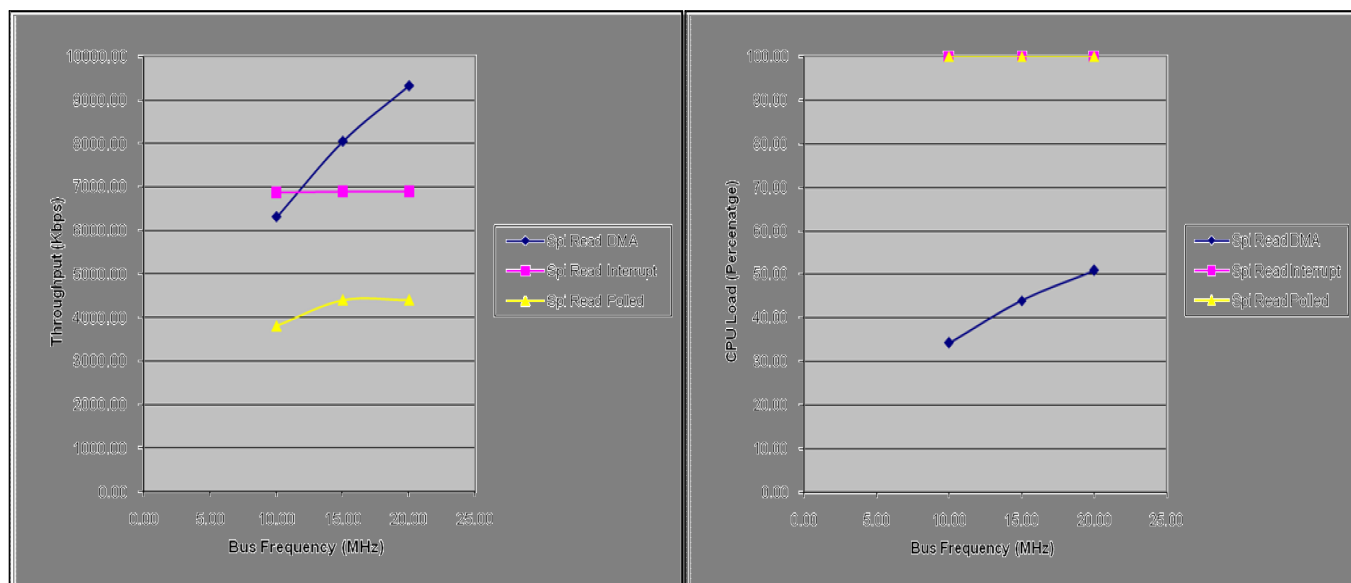 10000.00
9000.00
8000.00
7000.00
6000.00
5000.00
4000.00
3000.00
2000.00
1000.00
0.00
0.00 5.00 10.00 15.00 20.00 25.00
Throughput (Kbps)
Bus Frequency (MHz)
Spi Read DMA
Spi Read Interrupt
Spi Read Polled
100.00
90.00
80.00
70.00
60.00
50.00
40.00
30.00
20.00
10.00
0.00
0.00 5.00 10.00 15.00 20.00 25.00
CPU Load (Percenatge)
Bus Frequency (MHz)
Spi Read DMA
Spi Read Interrupt
Spi Read Polled